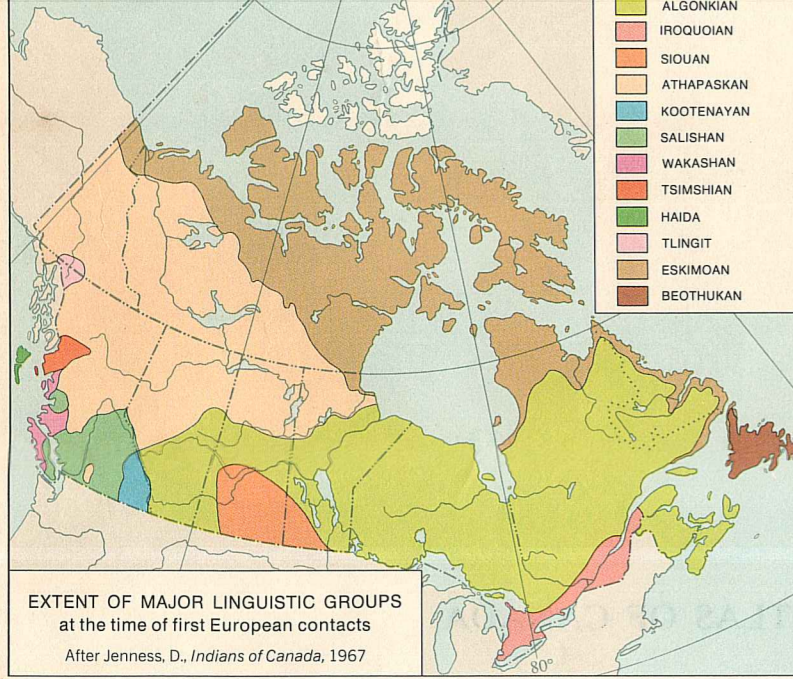 ALGONKIAN
IROQUOIAN
SIOUAN
ATHAPASKAN
KOOTENAYAN
SALISHAN
WAKASHAN
TSIMSHIAN
HAIDA
TLINGIT
ESKIMOAN
BEOTHUKAN
EXTENT OF MAJOR LINGUISTIC GROUPS
at the time of first European contacts
After Jenness, D., Indians of Canada, 1967
80°